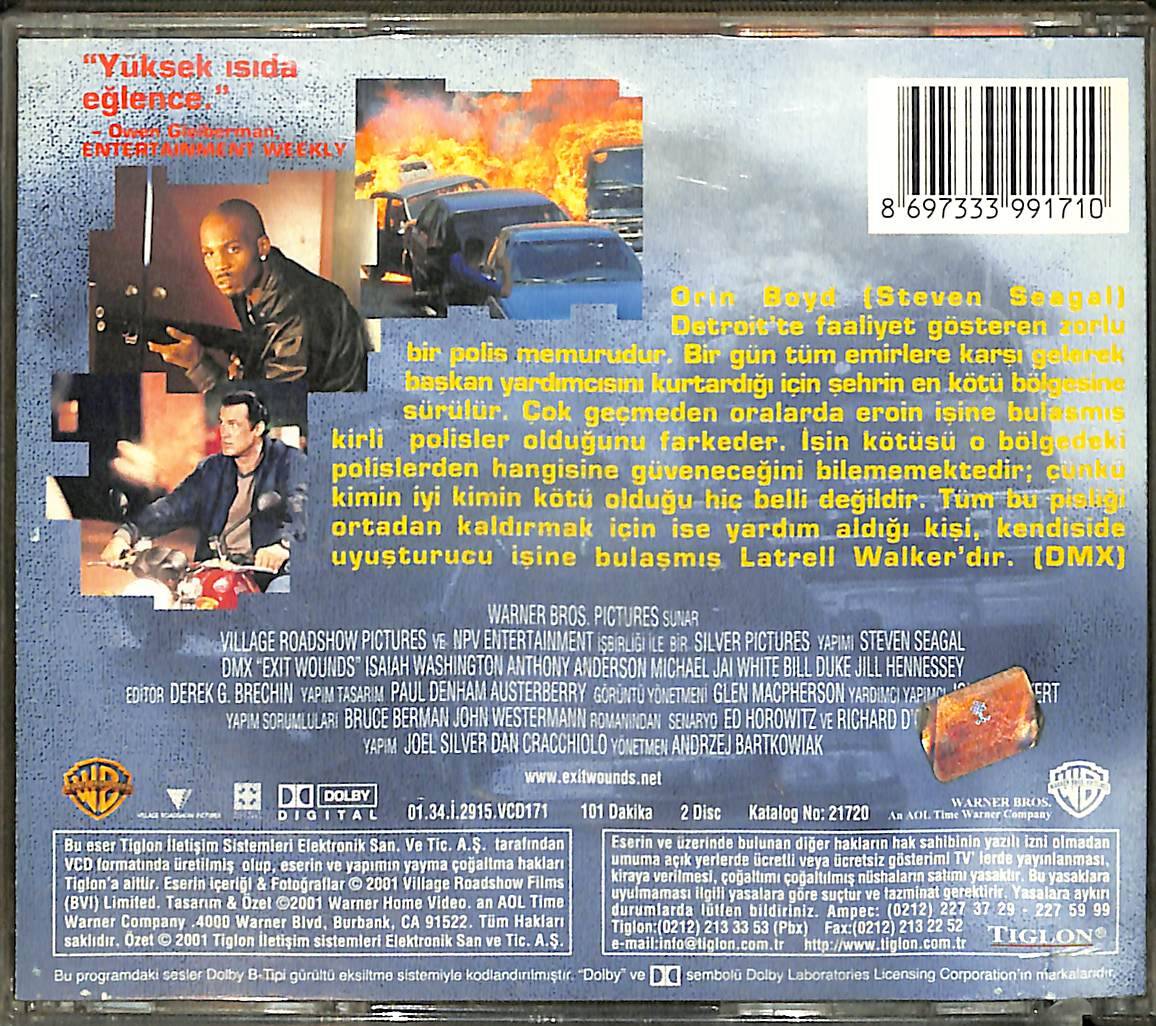 “Yüksek ısıda
eğlence.”
– Owen Gleiberman,
ENTERTAINMENT WEEKLY
8 697333 991710
Orin Boyd (Steven Seagal)
Detroit'te faaliyet gösteren zorlu
bir polis memurudur. Bir gün tüm emirlere karşı gelerek
başkan yardımcısını kurtardığı için şehrin en kötü bölgesine
sürülür. Çok geçmeden oralarda eroin işine bulaşmış
kirli polisler olduğunu farkeder. İşin kötüsü o bölgedeki
polislerden hangisine güveneceğini bilememektedir; çünkü
kimin iyi kimin kötü olduğu hiç belli değildir. Tüm bu pisliği
ortadan kaldırmak için ise yardım aldığı kişi, kendiside
uyuşturucu işine bulaşmış Latrell Walker'dır. (DMX)
WARNER BROS. PICTURES SUNAR
VILLAGE ROADSHOW PICTURES VE NPV ENTERTAINMENT İŞBİRLİĞİ İLE BİR SILVER PICTURES YAPIMI STEVEN SEAGAL
DMX “EXIT WOUNDS” ISAIAH WASHINGTON ANTHONY ANDERSON MICHAEL JAI WHITE BILL DUKE JILL HENNESSEY
EDİTÖR DEREK G. BRECHIN YAPIM TASARIM PAUL DENHAM AUSTERBERRY GÖRÜNTÜ YÖNETMENİ GLEN MACPHERSON YARDIMCI YAPIMCI
YAPIM SORUMLULARI BRUCE BERMAN JOHN WESTERMANN ROMANINDAN SENARYO ED HOROWITZ VE RICHARD D'
YAPIM JOEL SILVER DAN CRACCHIOLO YÖNETMEN ANDRZEJ BARTKOWIAK
www.exitwounds.net
WB
VILLAGE ROADSHOW PICTURES
DOLBY
DIGITAL
01.34.İ.2915.VCD171 101 Dakika 2 Disc Katalog No: 21720
WARNER BROS.
An AOL Time Warner Company
WB
WARNER BROS. PICTURES
Bu eser Tiglon İletişim Sistemleri Elektronik San. Ve Tic. A.Ş. tarafından
VCD formatında üretilmiş olup, eserin ve yapımın yayma çoğaltma hakları
Tiglon'a aittir. Eserin içeriği & Fotoğraflar © 2001 Village Roadshow Films
(BVI) Limited. Tasarım & Özet ©2001 Warner Home Video. an AOL Time
Warner Company .4000 Warner Blvd, Burbank, CA 91522. Tüm Hakları
saklıdır. Özet © 2001 Tiglon İletişim sistemleri Elektronik San ve Tic. A.Ş.
Eserin ve üzerinde bulunan diğer hakların hak sahibinin yazılı izni olmadan
umuma açık yerlerde ücretli veya ücretsiz gösterimi TV' lerde yayınlanması,
kiraya verilmesi, çoğaltımı çoğaltılmış nüshaların satımı yasaktır. Bu yasaklara
uyulmaması ilgili yasalara göre suçtur ve tazminat gerektirir. Yasalara aykırı
durumlarda lütfen bildiriniz. Ampec: (0212) 227 37 29 - 227 59 99
Tiglon:(0212) 213 33 53 (Pbx) Fax:(0212) 213 22 52
e-mail:info@tiglon.com.tr http://www.tiglon.com.tr
TIGLON®
Bu programdaki sesler Dolby B-Tipi gürültü eksiltme sistemiyle kodlandırılmıştır. “Dolby” ve sembolü Dolby Laboratories Licensing Corporation'ın markalarıdır.